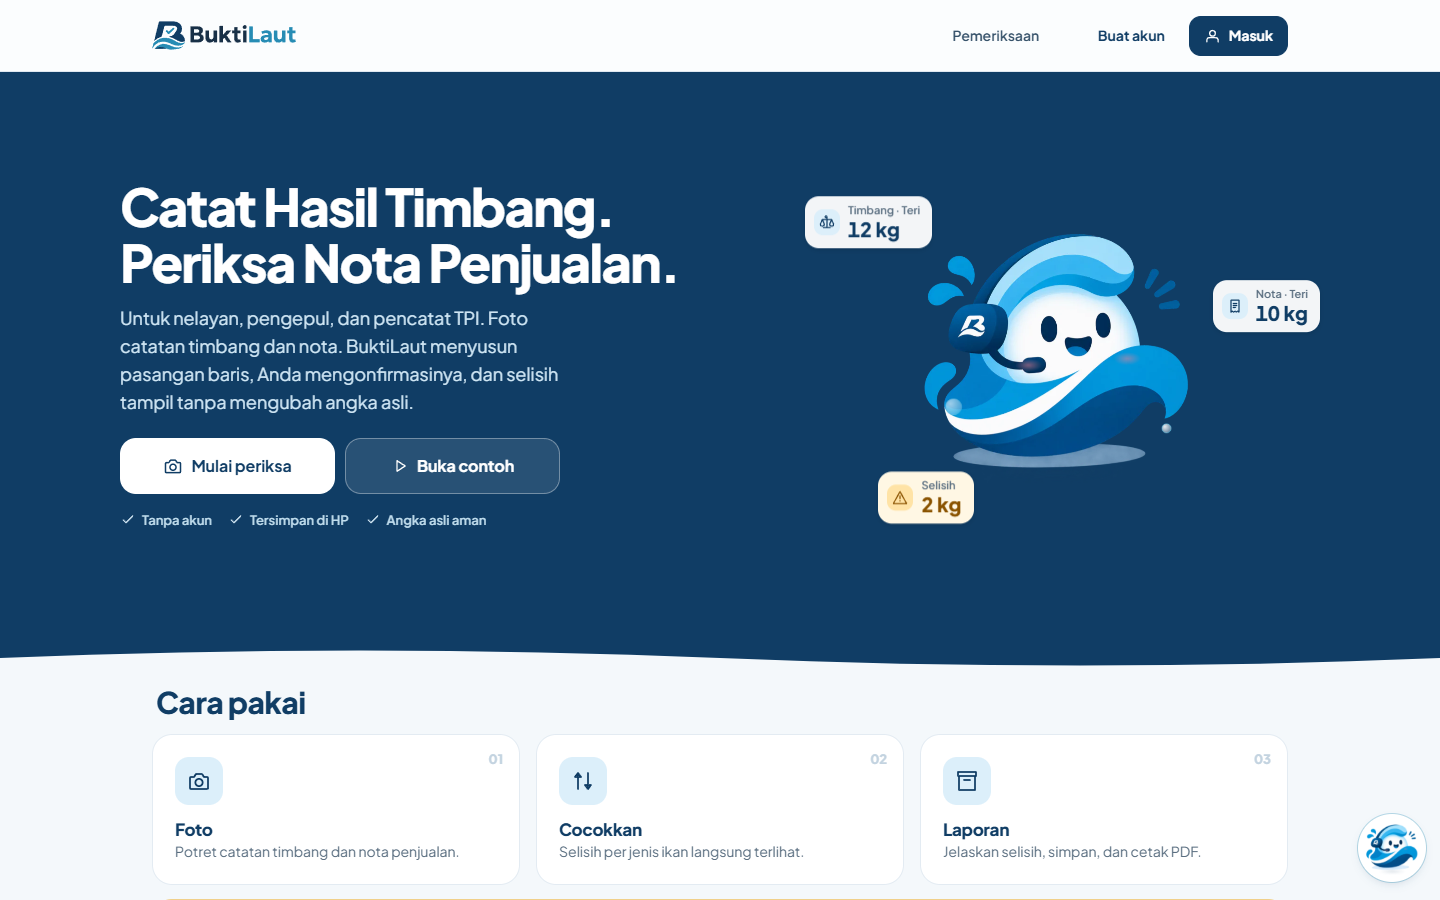 BuktiLaut
Pemeriksaan
Buat akun
Masuk
Catat Hasil Timbang.
Periksa Nota Penjualan.
Untuk nelayan, pengepul, dan pencatat TPI. Foto
catatan timbang dan nota. BuktiLaut menyusun
pasangan baris, Anda mengonfirmasinya, dan selisih
tampil tanpa mengubah angka asli.
Mulai periksa
Buka contoh
Tanpa akun
Tersimpan di HP
Angka asli aman
Timbang · Teri
12 kg
Nota · Teri
10 kg
Selisih
2 kg
Cara pakai
01
Foto
Potret catatan timbang dan nota penjualan.
02
Cocokkan
Selisih per jenis ikan langsung terlihat.
03
Laporan
Jelaskan selisih, simpan, dan cetak PDF.